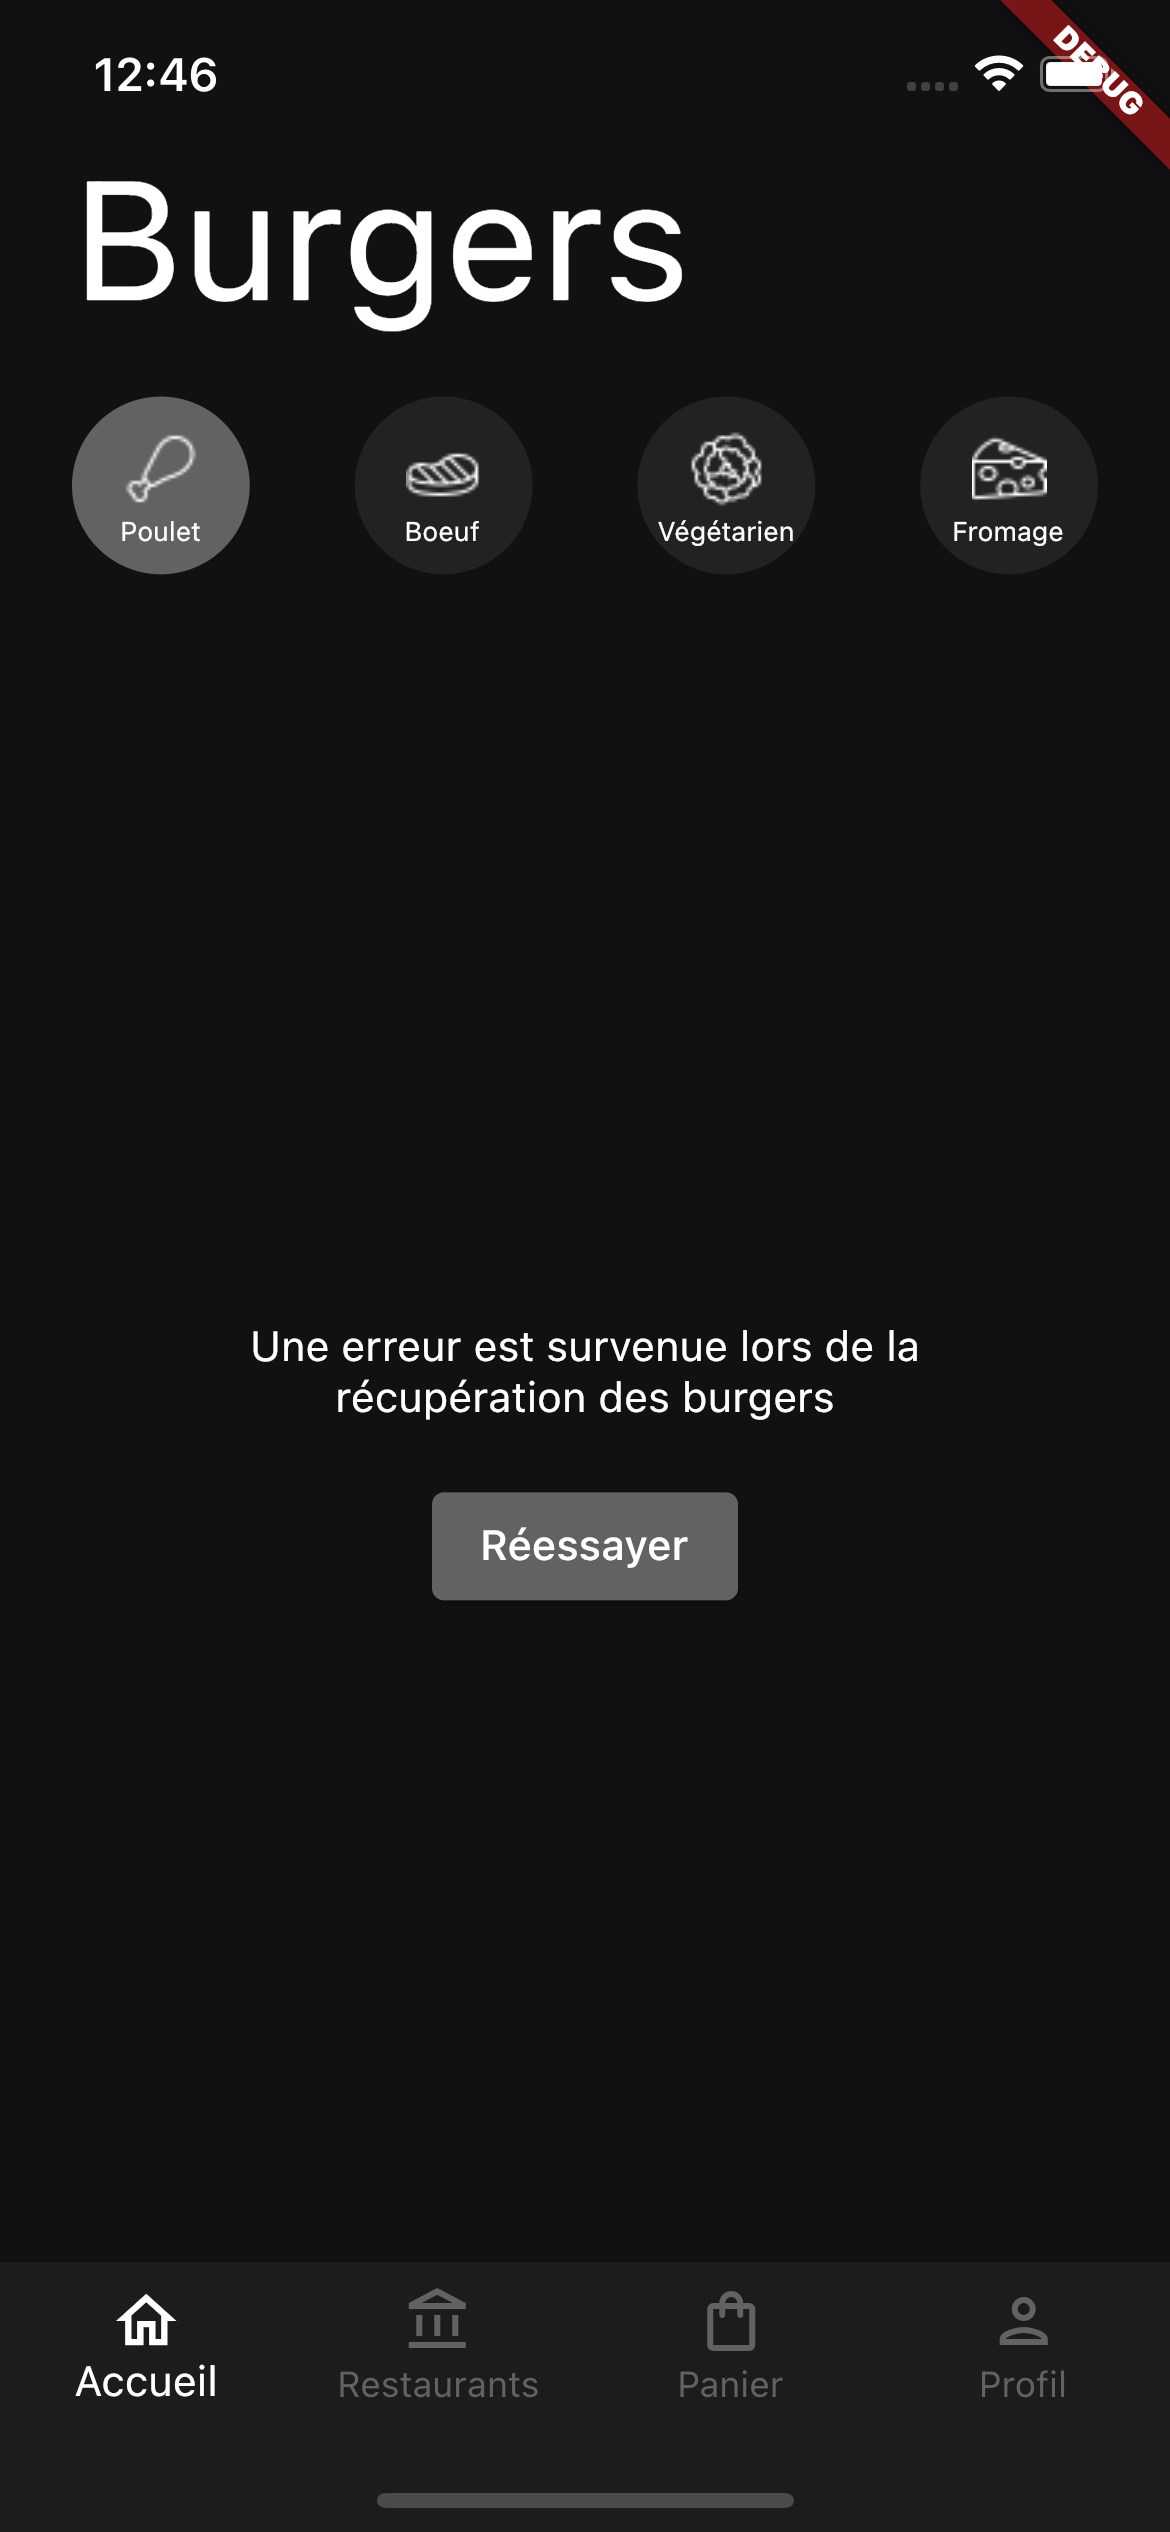 12:46
DEBUG
Burgers
Poulet
Boeuf
Végétarien
Fromage
Une erreur est survenue lors de la
récupération des burgers
Réessayer
Accueil
Restaurants
Panier
Profil